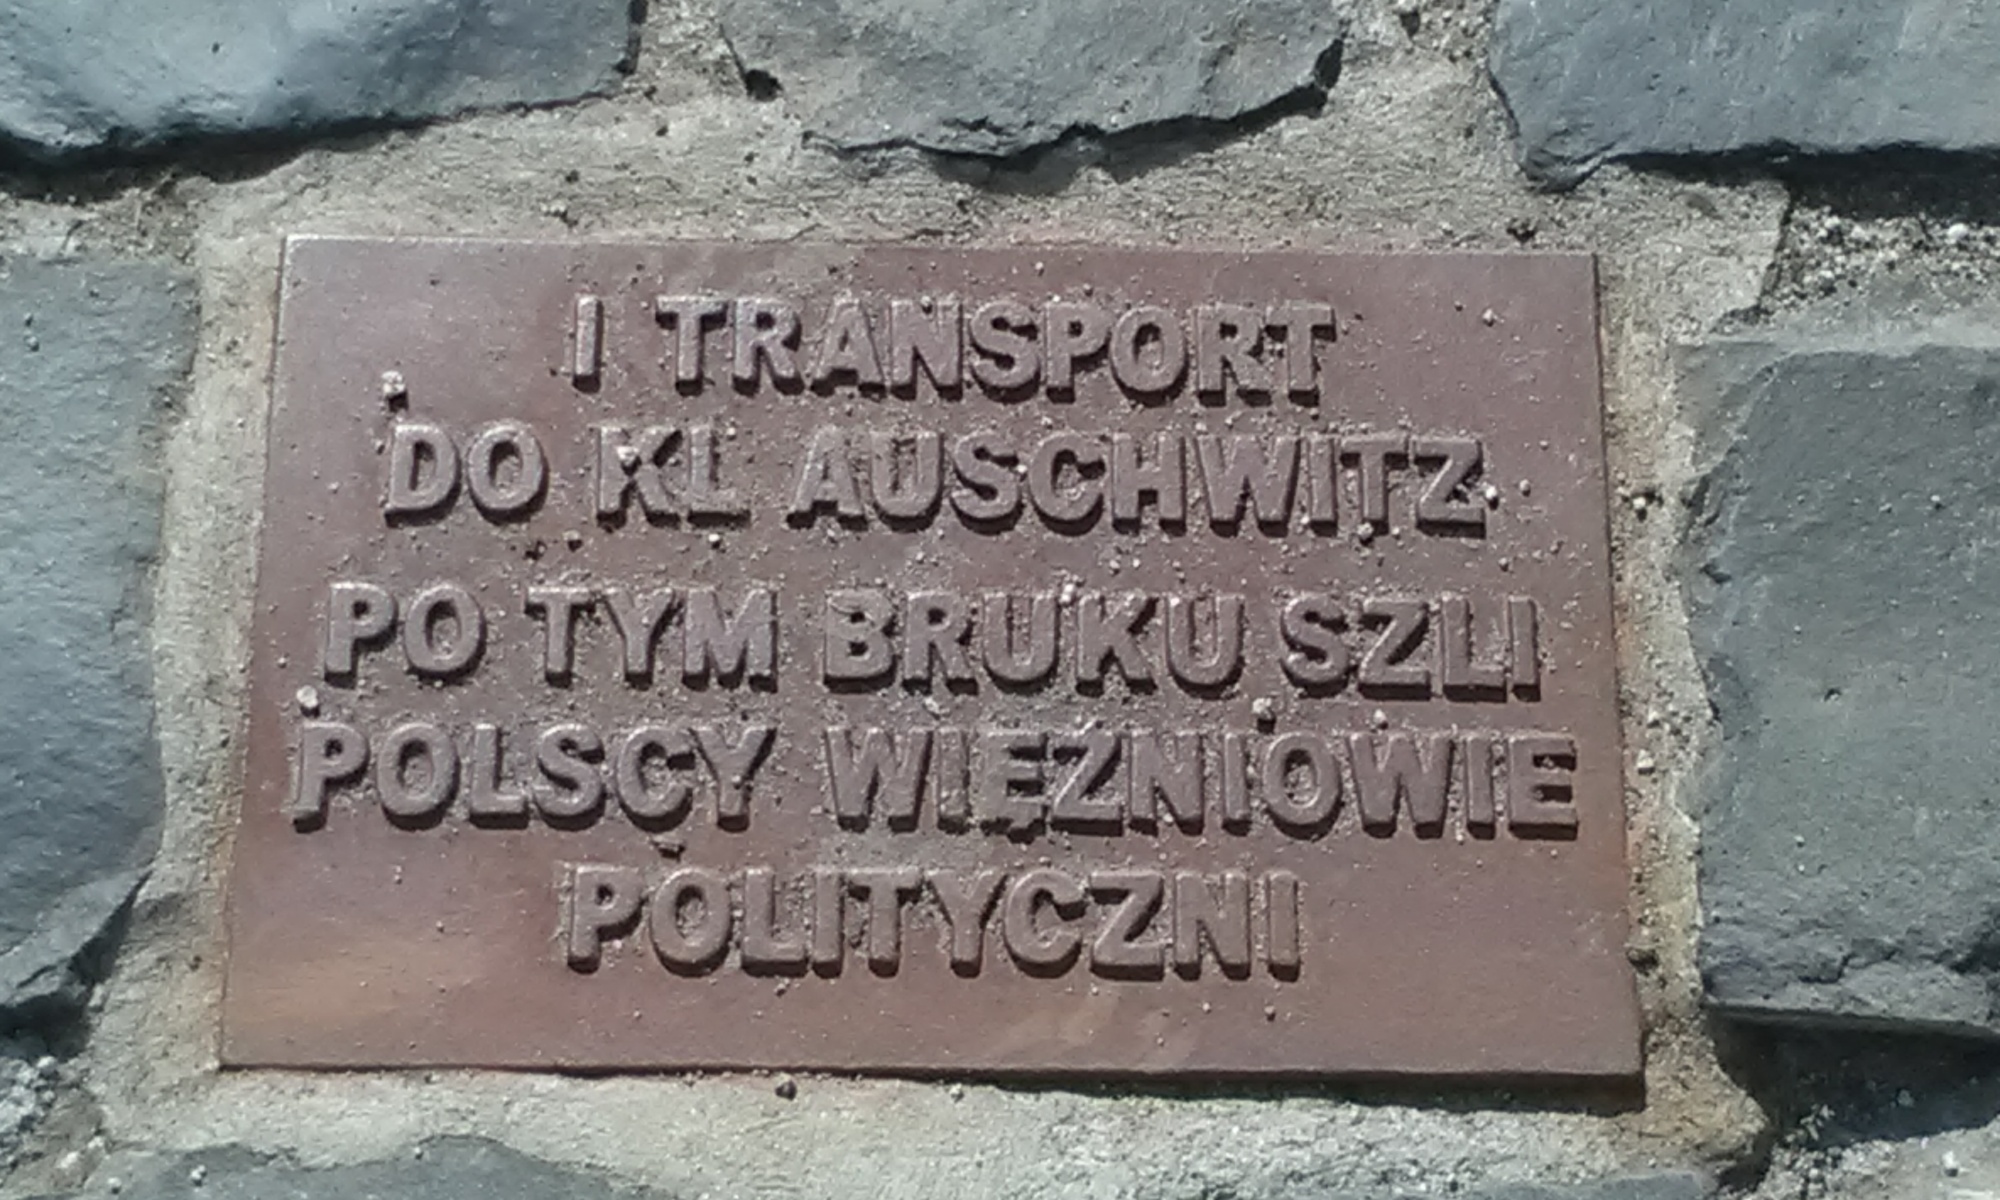 I TRANSPORT
DO KL AUSCHWITZ
PO TYM BRUKU SZLI
POLSCY WIĘŹNIOWIE
POLITYCZNI